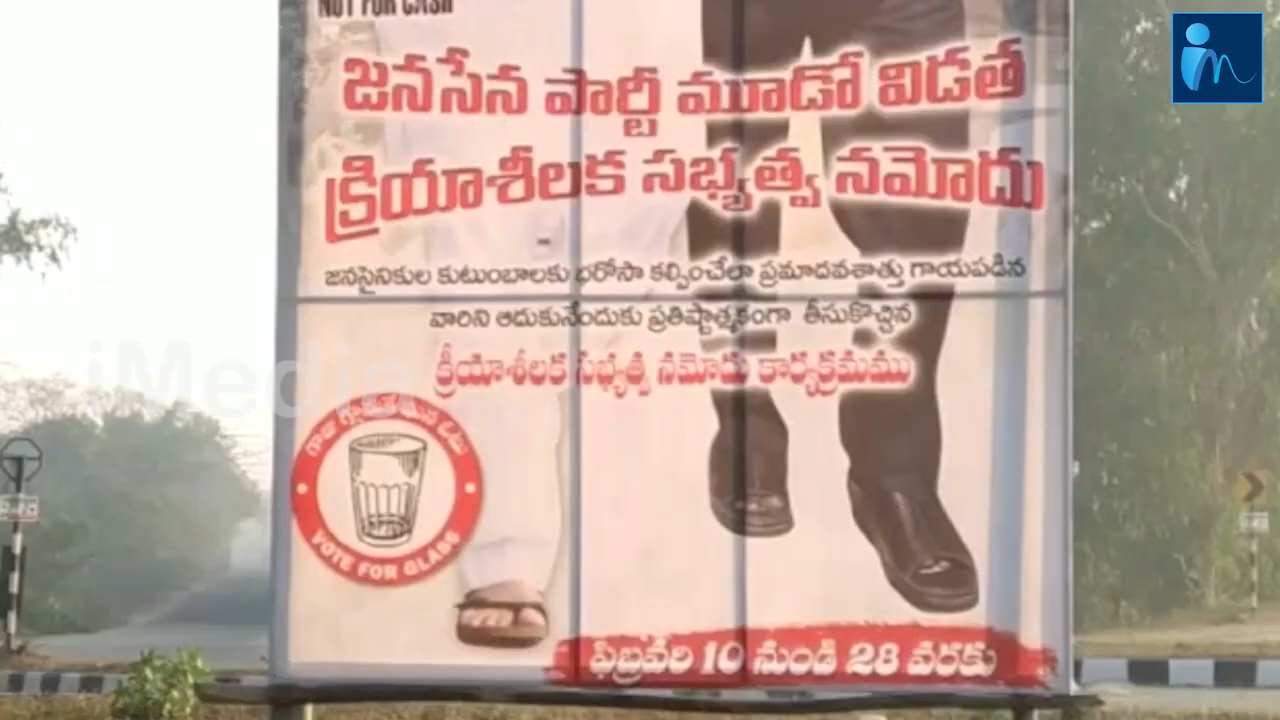 NOT FOR CASH
జనసేన పార్టీ మూడో విడత
క్రియాశీలక సభ్యత్వ నమోదు
జనసైనికుల కుటుంబాలకు భరోసా కల్పించేలా ప్రమాదవశాత్తు గాయపడిన
వారిని ఆదుకునేందుకు ప్రతిష్టాత్మకంగా తీసుకొచ్చిన
క్రీయాశీలక సభ్యత్వ నమోదు కార్యక్రమము
iMedia
VOTE FOR GLASS
ఫిబ్రవరి 10 నుండి 28 వరకు